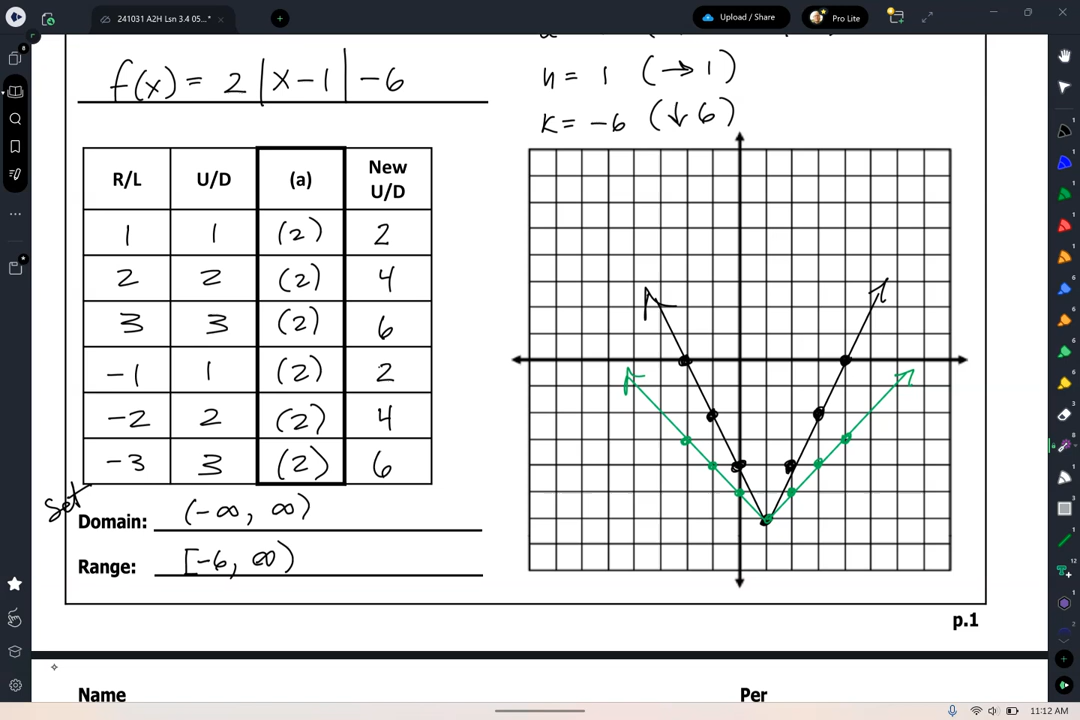 241031 A2H Lsn 3.4 05...*
Upload / Share
Pro Lite
f(x) = 2|x-1| -6
h = 1 (→1)
k = -6 (↓6)
R/L U/D (a) New U/D
1 1 (2) 2
2 2 (2) 4
3 3 (2) 6
-1 1 (2) 2
-2 2 (2) 4
-3 3 (2) 6
Set
Domain: (-∞, ∞)
Range: [-6, ∞)
p.1
Name Per
11:12 AM